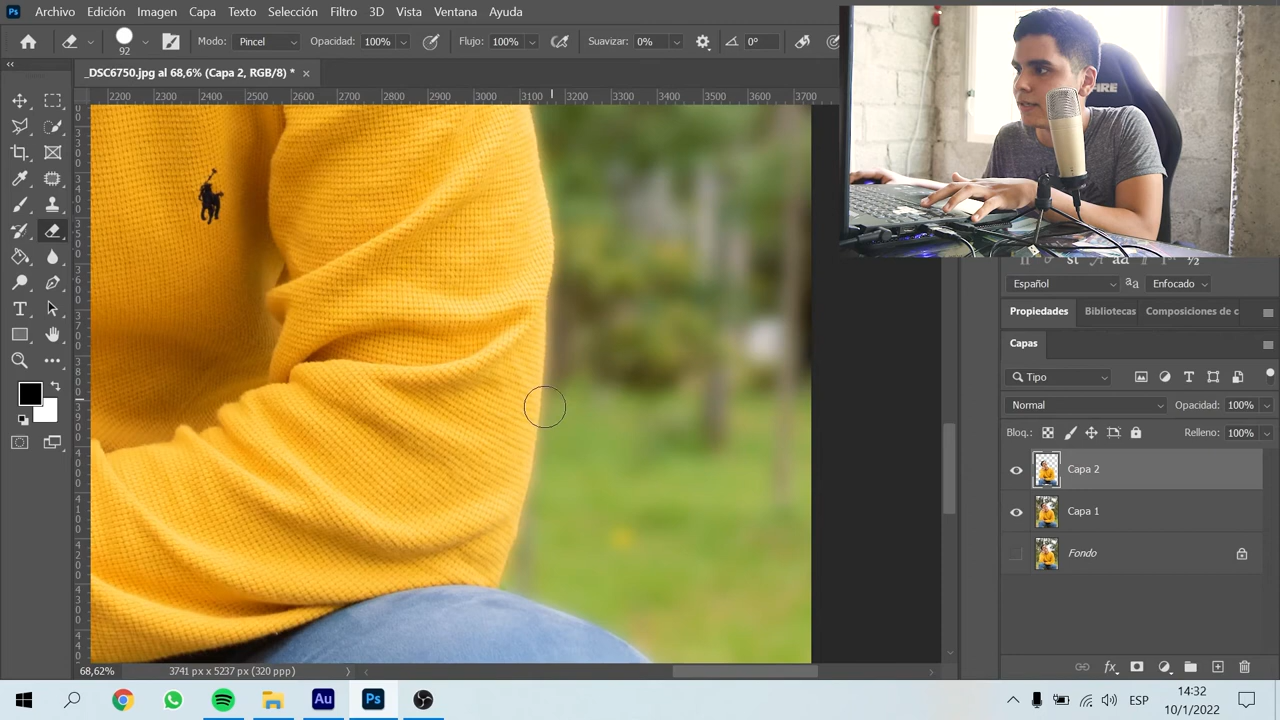 Ps Archivo Edición Imagen Capa Texto Selección Filtro 3D Vista Ventana Ayuda
92 Modo: Pincel Opacidad: 100% Flujo: 100% Suavizar: 0% 0°
_DSC6750.jpg al 68,6% (Capa 2, RGB/8) * ×
2200 2300 2400 2500 2600 2700 2800 2900 3000 3100 3200 3300 3400 3500 3600 3700
Español aa Enfocado
Propiedades Bibliotecas Composiciones de c
Capas
Tipo
Normal Opacidad: 100%
Bloq.: Relleno: 100%
Capa 2
Capa 1
Fondo
68,62% 3741 px x 5237 px (320 ppp)
Au Ps ESP 14:32
10/1/2022